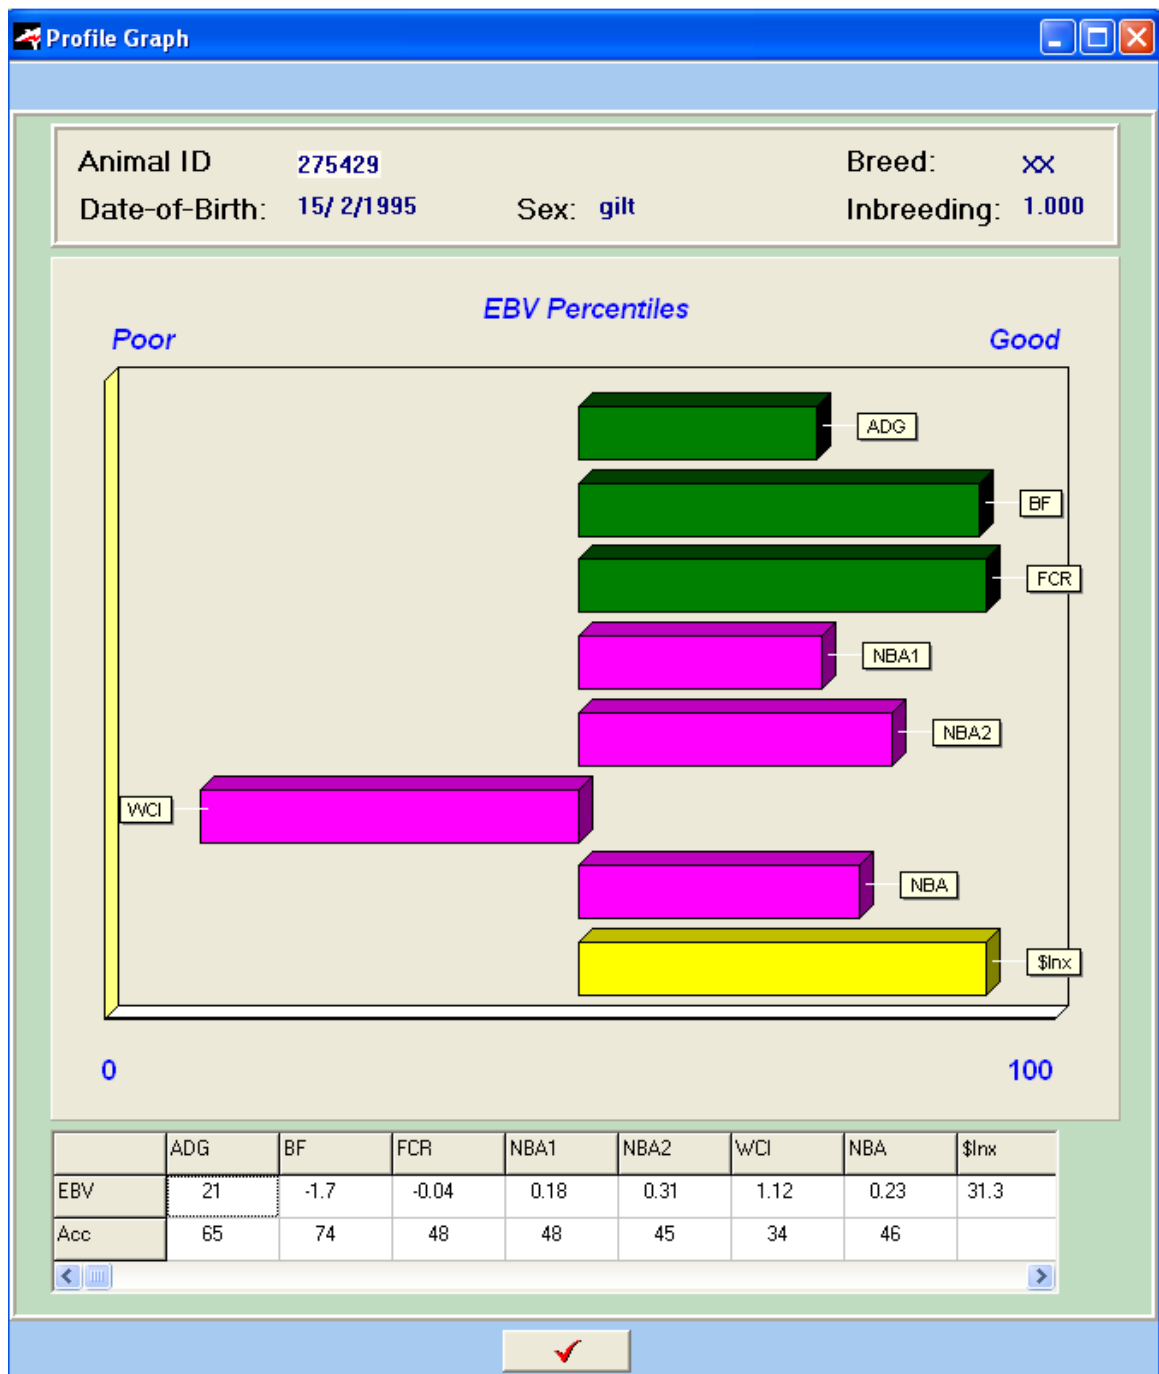 Profile Graph
Animal ID 275429 Breed: XX
Date-of-Birth: 15/ 2/1995 Sex: gilt Inbreeding: 1.000
EBV Percentiles
Poor Good
ADG
BF
FCR
NBA1
NBA2
WCI
NBA
$Inx
0 100
ADG BF FCR NBA1 NBA2 WCI NBA $Inx
EBV 21 -1.7 -0.04 0.18 0.31 1.12 0.23 31.3
Acc 65 74 48 48 45 34 46